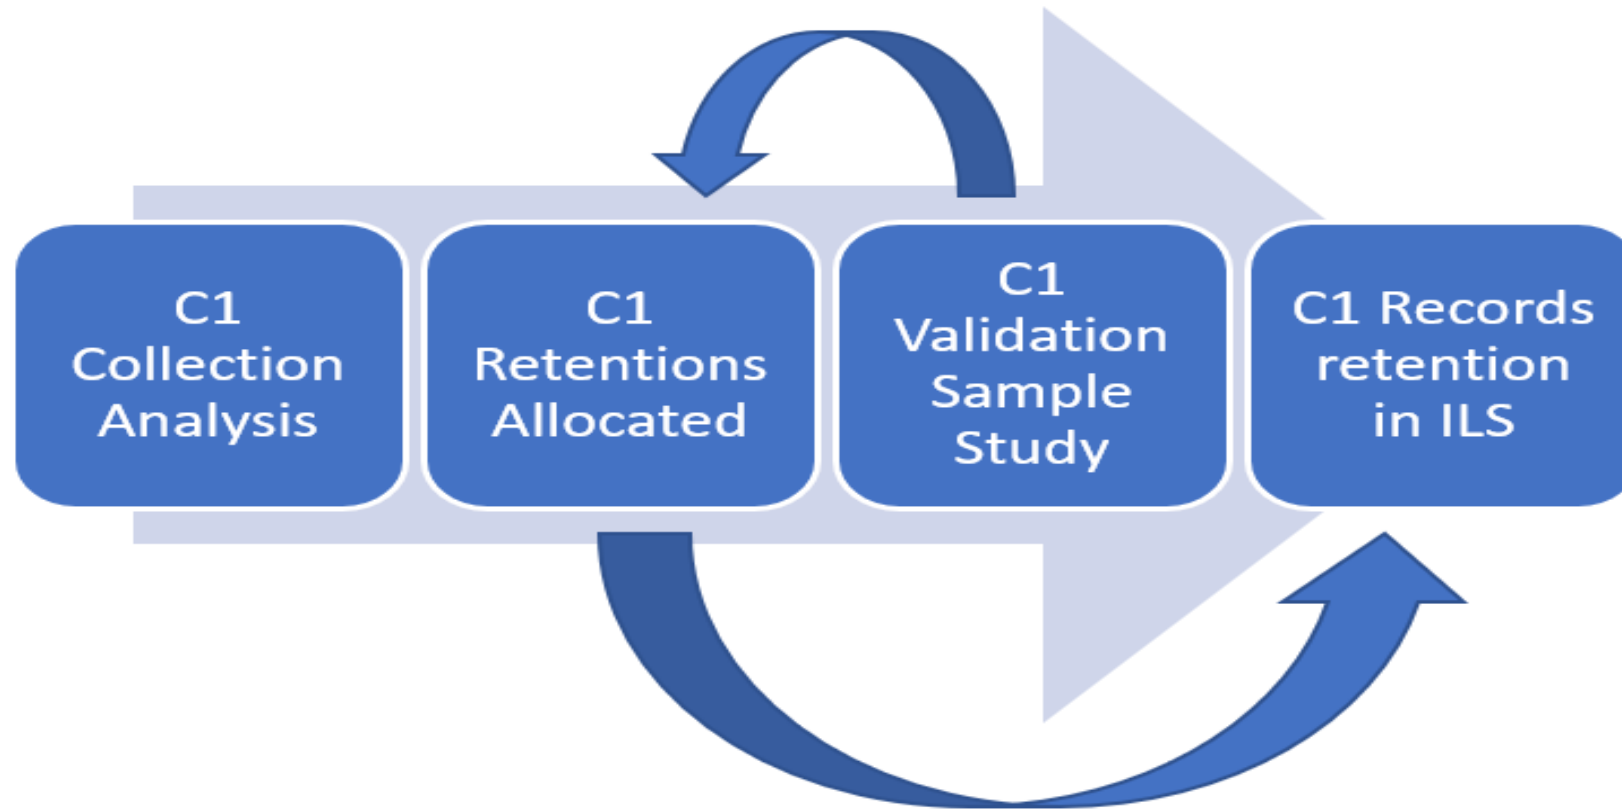 C1
Collection
Analysis
C1
Retentions
Allocated
C1
Validation
Sample
Study
C1 Records
retention
in ILS